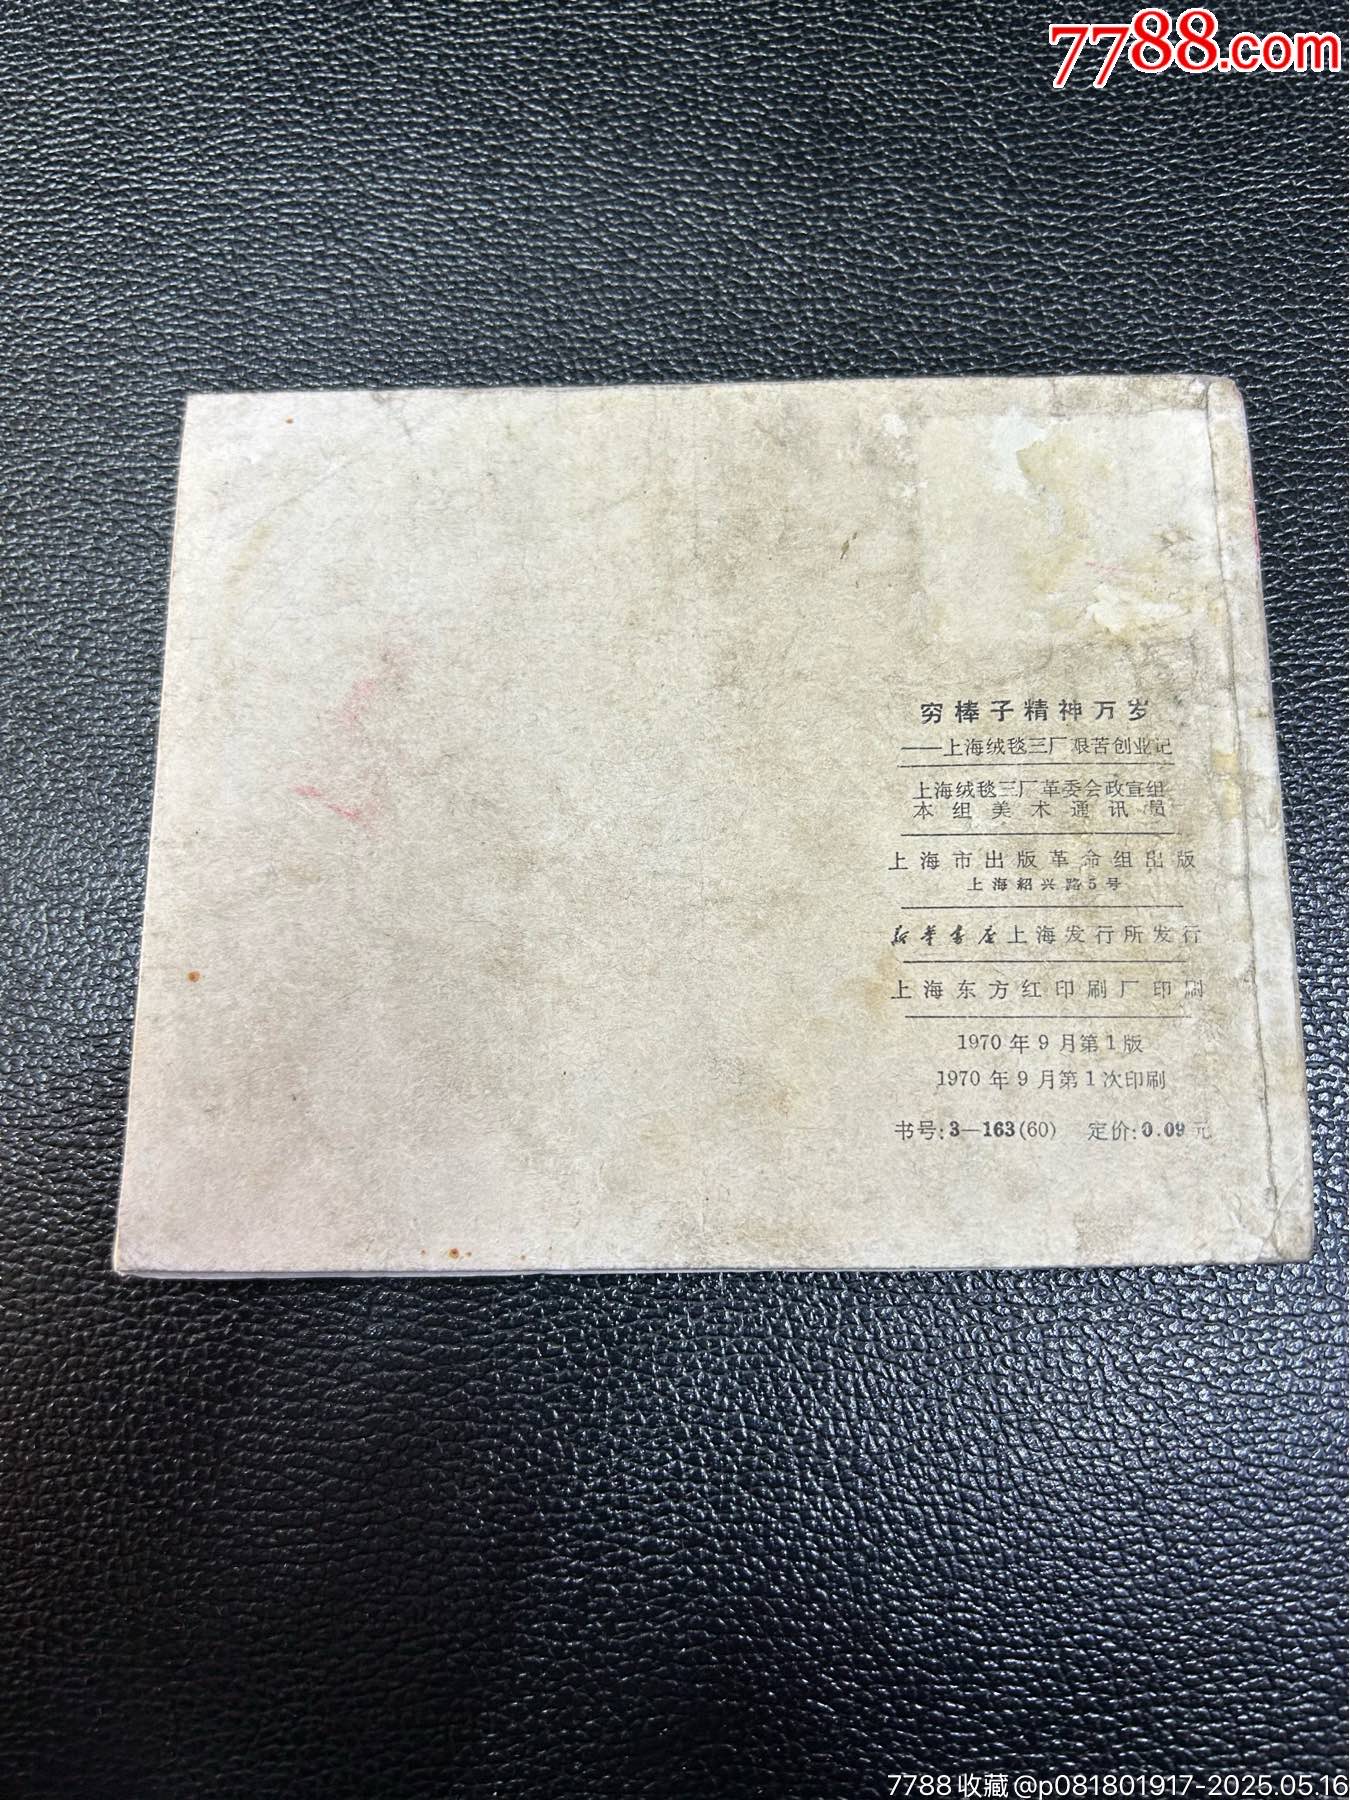 7788.com
穷棒子精神万岁
——上海绒毯三厂艰苦创业记
上海绒毯三厂革委会政宣组
本组美术通讯员
上海市出版革命组出版
上海紹兴路5号
新华书店上海发行所发行
上海东方红印刷厂印刷
1970年9月第1版
1970年9月第1次印刷
书号:3—163(60) 定价:0.09元
7788收藏@p081801917-2025.05.16